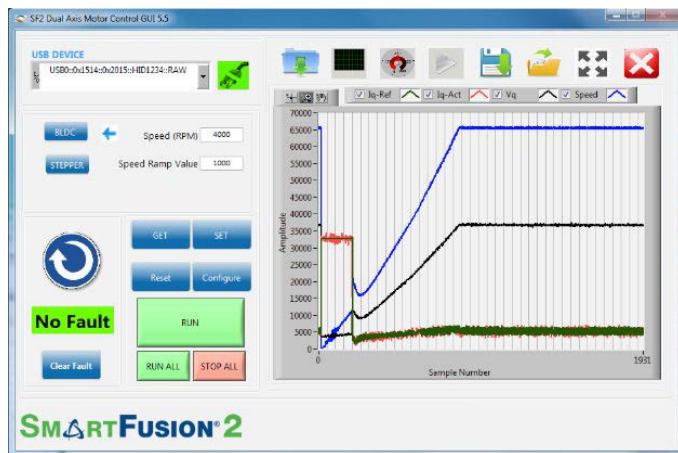 SF2 Dual Axis Motor Control GUI 5.5
USB DEVICE
USB0::0x1514::0x2015::HID1234::RAW
BLDC
Speed (RPM) 4000
STEPPER
Speed Ramp Value 1000
GET
SET
Reset
Configure
No Fault
RUN
Clear Fault
RUN ALL
STOP ALL
Iq-Ref
Iq-Act
Vq
Speed
Amplitude
70000
65000
60000
55000
50000
45000
40000
35000
30000
25000
20000
15000
10000
5000
0
0
1931
Sample Number
SMARTFUSION®2